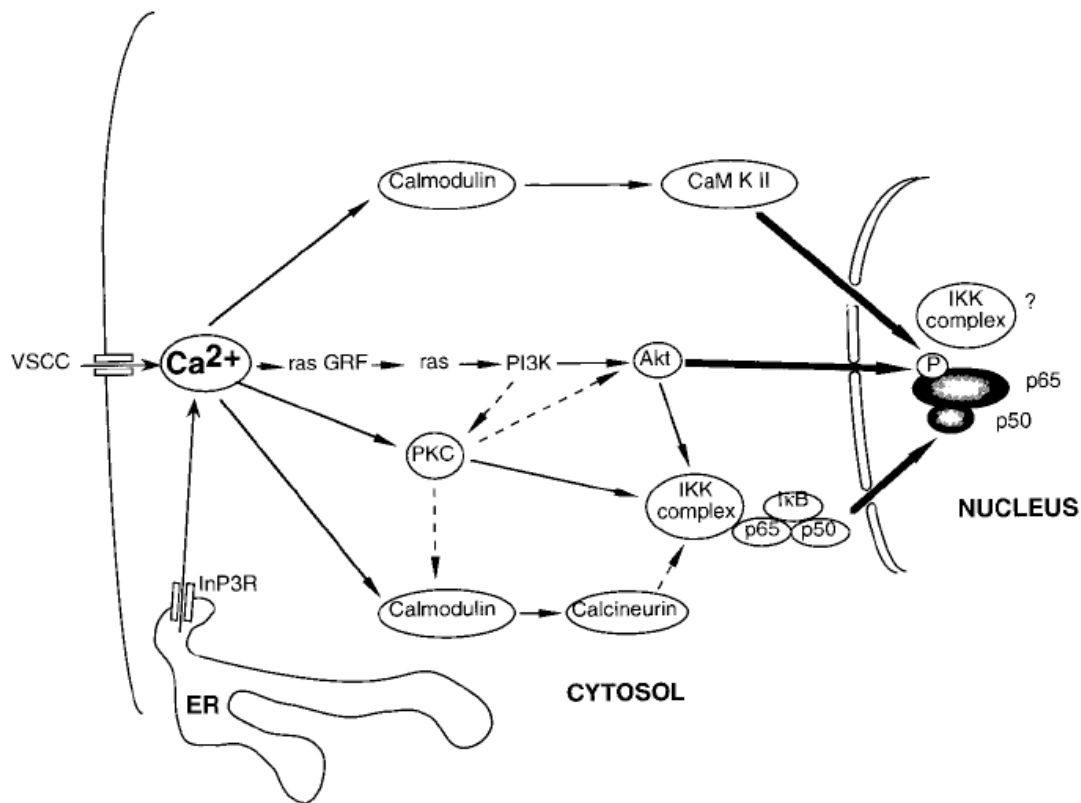 Calmodulin
CaM K II
IKK
complex
?
VSCC
Ca2+
ras GRF
ras
PI3K
Akt
P
p65
p50
PKC
IKK
complex
IκB
p65
p50
NUCLEUS
InP3R
Calmodulin
Calcineurin
ER
CYTOSOL